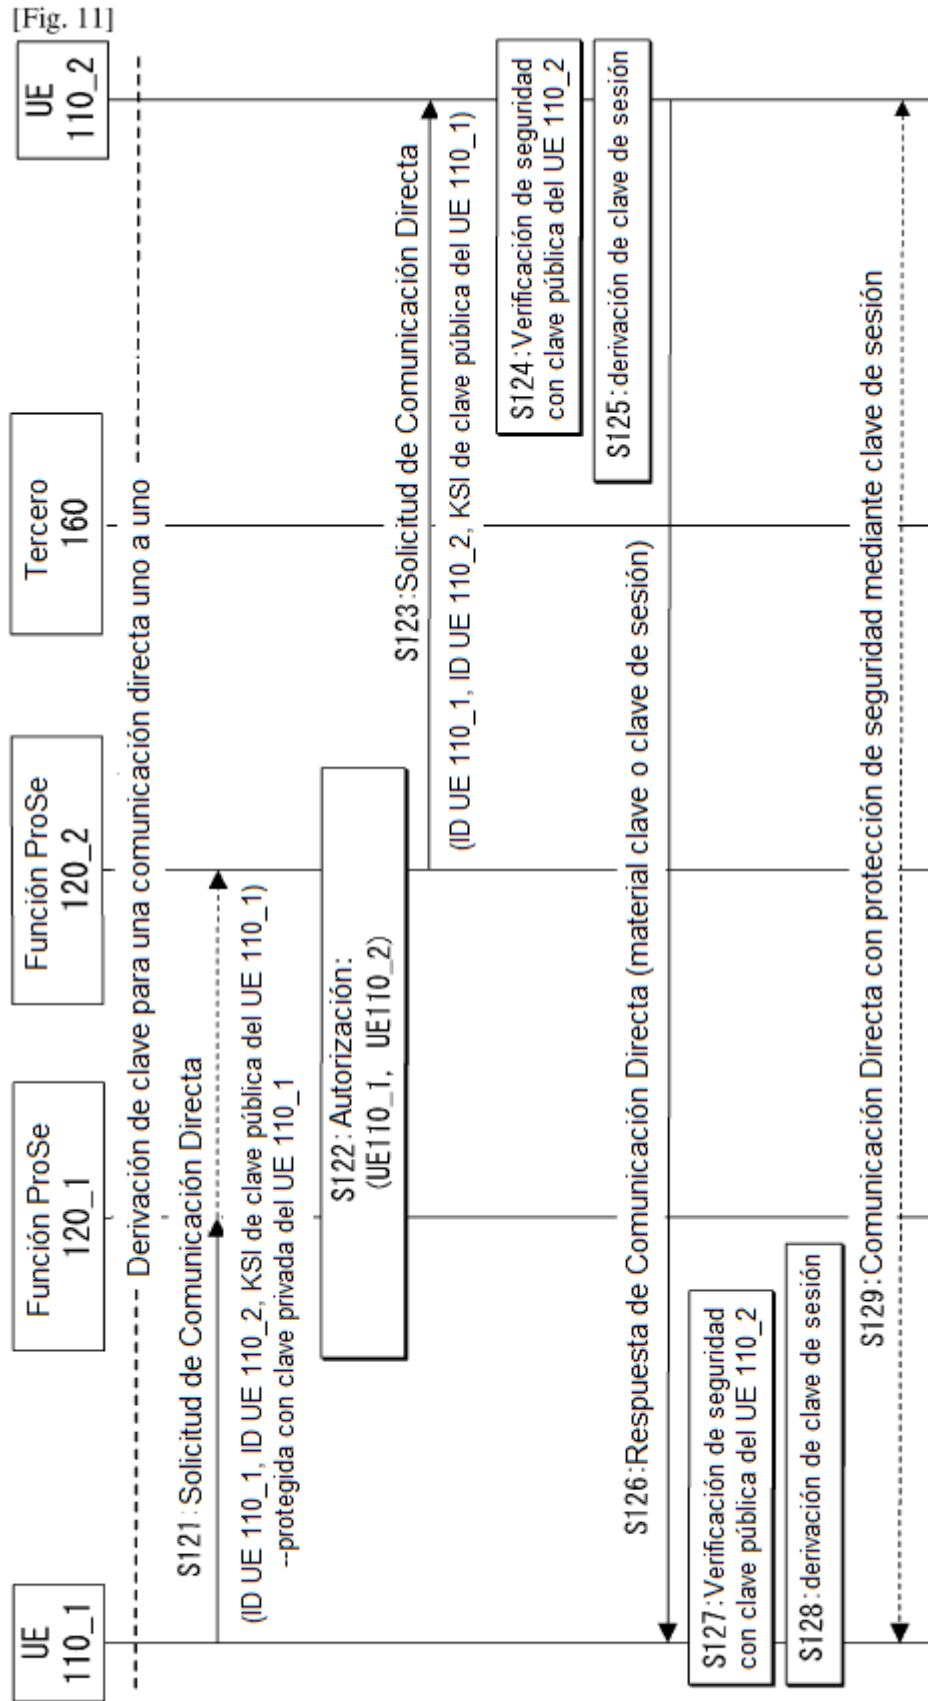 [Fig. 11]
UE
110_1
Función ProSe
120_1
Función ProSe
120_2
Tercero
160
UE
110_2
Derivación de clave para una comunicación directa uno a uno
S121: Solicitud de Comunicación Directa
(ID UE 110_1, ID UE 110_2, KSI de clave pública del UE 110_1)
--protegida con clave privada del UE 110_1
S122: Autorización:
(UE110_1, UE110_2)
S123:Solicitud de Comunicación Directa
(ID UE 110_1, ID UE 110_2, KSI de clave pública del UE 110_1)
S124:Verificación de seguridad
con clave pública del UE 110_2
S125:derivación de clave de sesión
S126:Respuesta de Comunicación Directa (material clave o clave de sesión)
S127:Verificación de seguridad
con clave pública del UE 110_2
S128:derivación de clave de sesión
S129:Comunicación Directa con protección de seguridad mediante clave de sesión